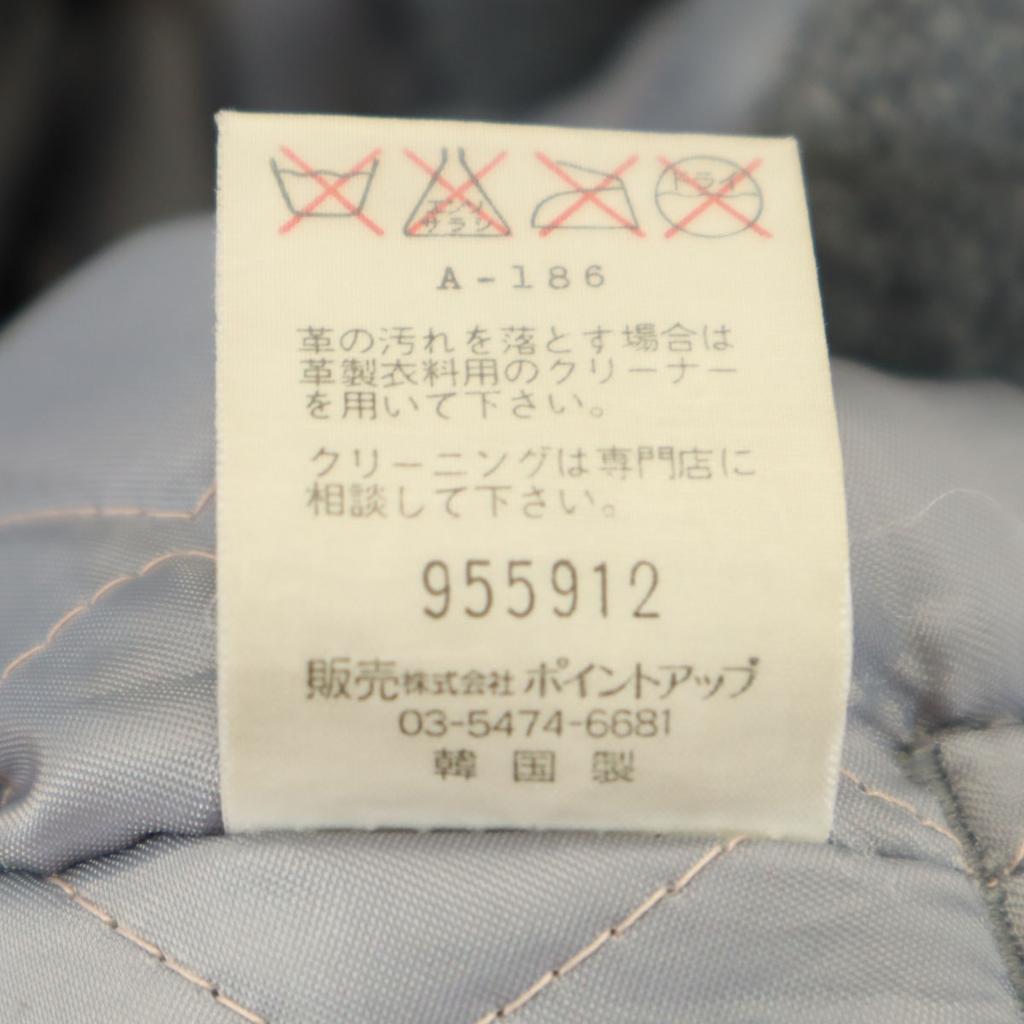 エンソ
サラシ
ドライ
A-186
革の汚れを落とす場合は
革製衣料用のクリーナー
を用いて下さい。
クリーニングは専門店に
相談して下さい。
955912
販売株式会社ポイントアップ
03-5474-6681
韓国製